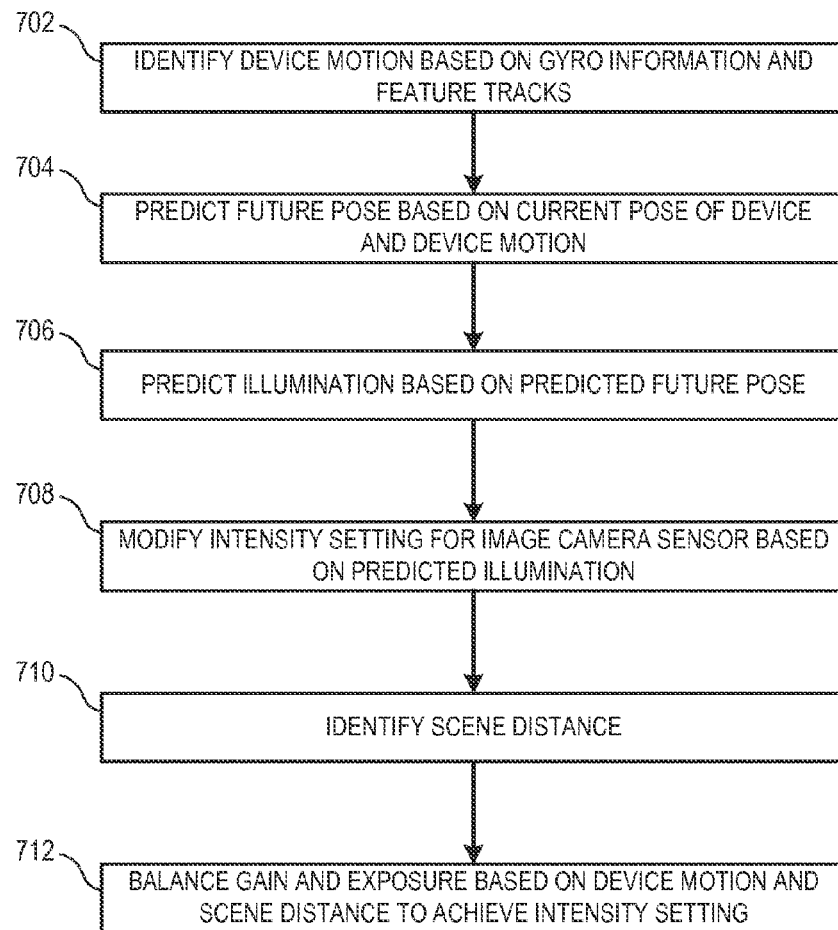 702
IDENTIFY DEVICE MOTION BASED ON GYRO INFORMATION AND
FEATURE TRACKS
704
PREDICT FUTURE POSE BASED ON CURRENT POSE OF DEVICE
AND DEVICE MOTION
706
PREDICT ILLUMINATION BASED ON PREDICTED FUTURE POSE
708
MODIFY INTENSITY SETTING FOR IMAGE CAMERA SENSOR BASED
ON PREDICTED ILLUMINATION
710
IDENTIFY SCENE DISTANCE
712
BALANCE GAIN AND EXPOSURE BASED ON DEVICE MOTION AND
SCENE DISTANCE TO ACHIEVE INTENSITY SETTING